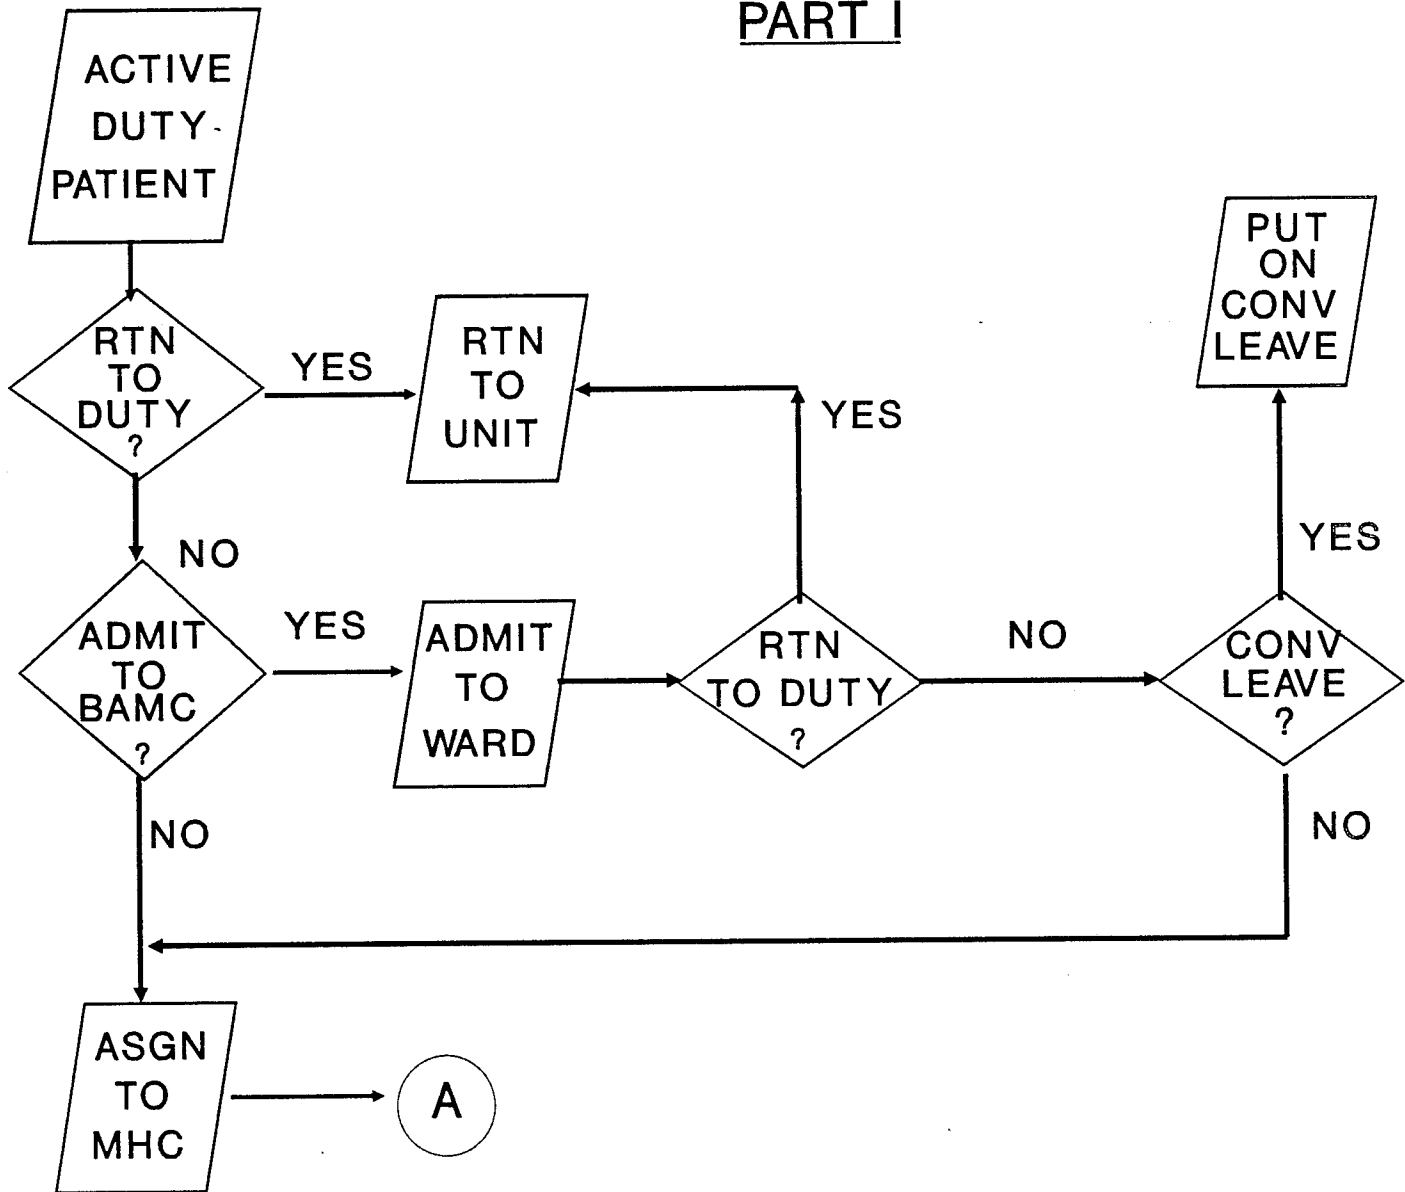 PART I
ACTIVE
DUTY
PATIENT
RTN
TO
DUTY
?
YES
RTN
TO
UNIT
YES
PUT
ON
CONV
LEAVE
NO
ADMIT
TO
BAMC
?
YES
ADMIT
TO
WARD
RTN
TO DUTY
?
NO
CONV
LEAVE
?
YES
NO
NO
ASGN
TO
MHC
A